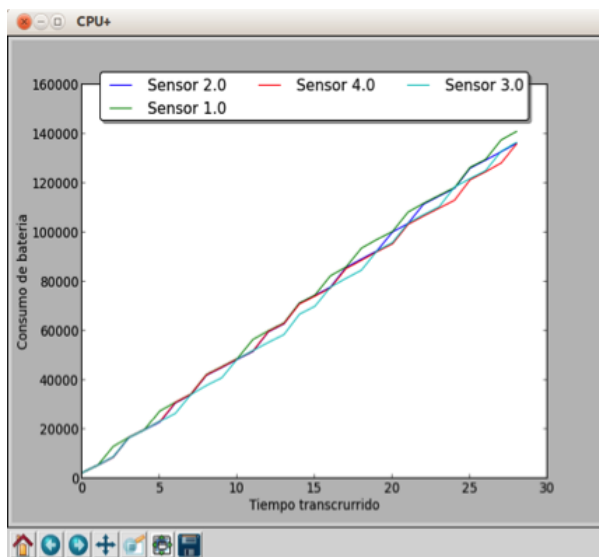 CPU+
Sensor 2.0 Sensor 4.0 Sensor 3.0
Sensor 1.0
160000
140000
120000
100000
80000
60000
40000
20000
0
Consumo de bateria
0 5 10 15 20 25 30
Tiempo transcrurrido